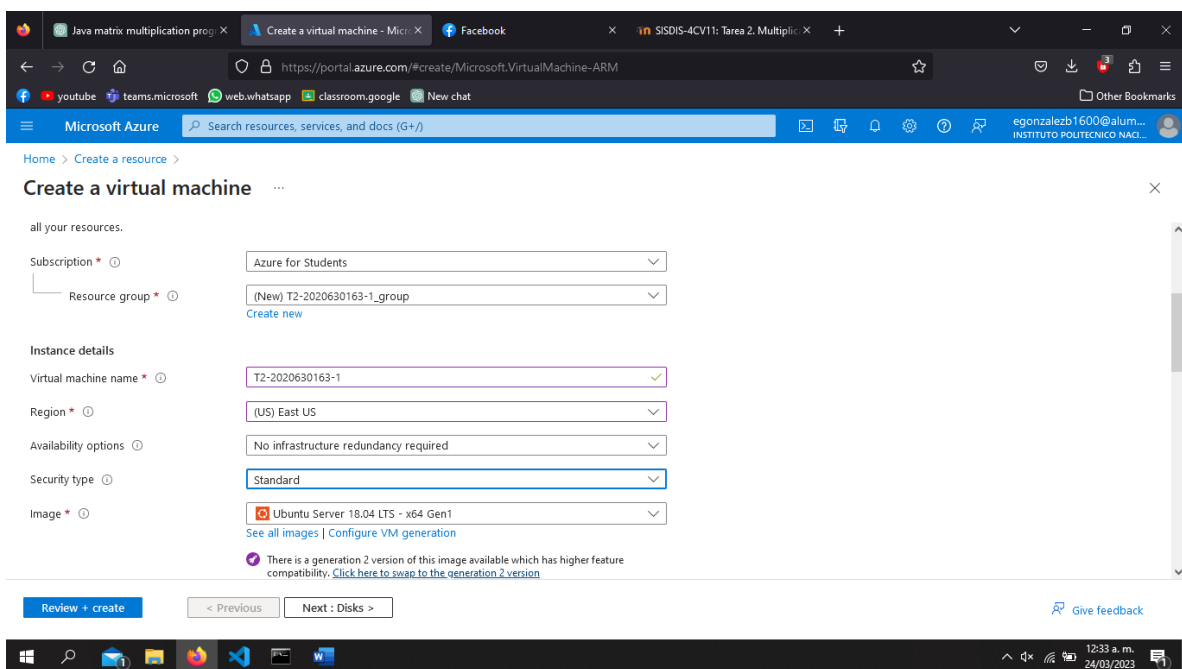 Java matrix multiplication prog
Create a virtual machine - Micro
Facebook
SISDIS-4CV11: Tarea 2. Multiplic
https://portal.azure.com/#create/Microsoft.VirtualMachine-ARM
3
youtube teams.microsoft web.whatsapp classroom.google New chat Other Bookmarks
Microsoft Azure
Search resources, services, and docs (G+/)
egonzalezb1600@alum...
INSTITUTO POLITECNICO NACI...
Home > Create a resource >
Create a virtual machine ...
all your resources.
Subscription * Azure for Students
Resource group * (New) T2-2020630163-1_group
Create new
Instance details
Virtual machine name * T2-2020630163-1
Region * (US) East US
Availability options No infrastructure redundancy required
Security type Standard
Image * Ubuntu Server 18.04 LTS - x64 Gen1
See all images | Configure VM generation
There is a generation 2 version of this image available which has higher feature
compatibility. Click here to swap to the generation 2 version
Review + create < Previous Next : Disks > Give feedback
12:33 a. m.
24/03/2023